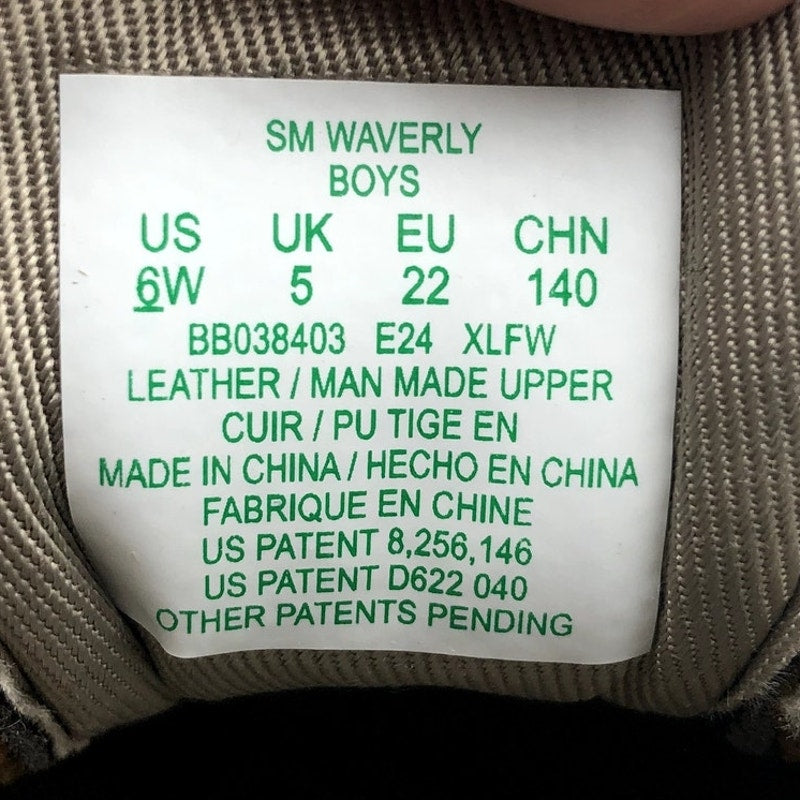 SM WAVERLY
BOYS
US UK EU CHN
6W 5 22 140
BB038403 E24 XLFW
LEATHER / MAN MADE UPPER
CUIR / PU TIGE EN
MADE IN CHINA / HECHO EN CHINA
FABRIQUE EN CHINE
US PATENT 8,256,146
US PATENT D622 040
OTHER PATENTS PENDING